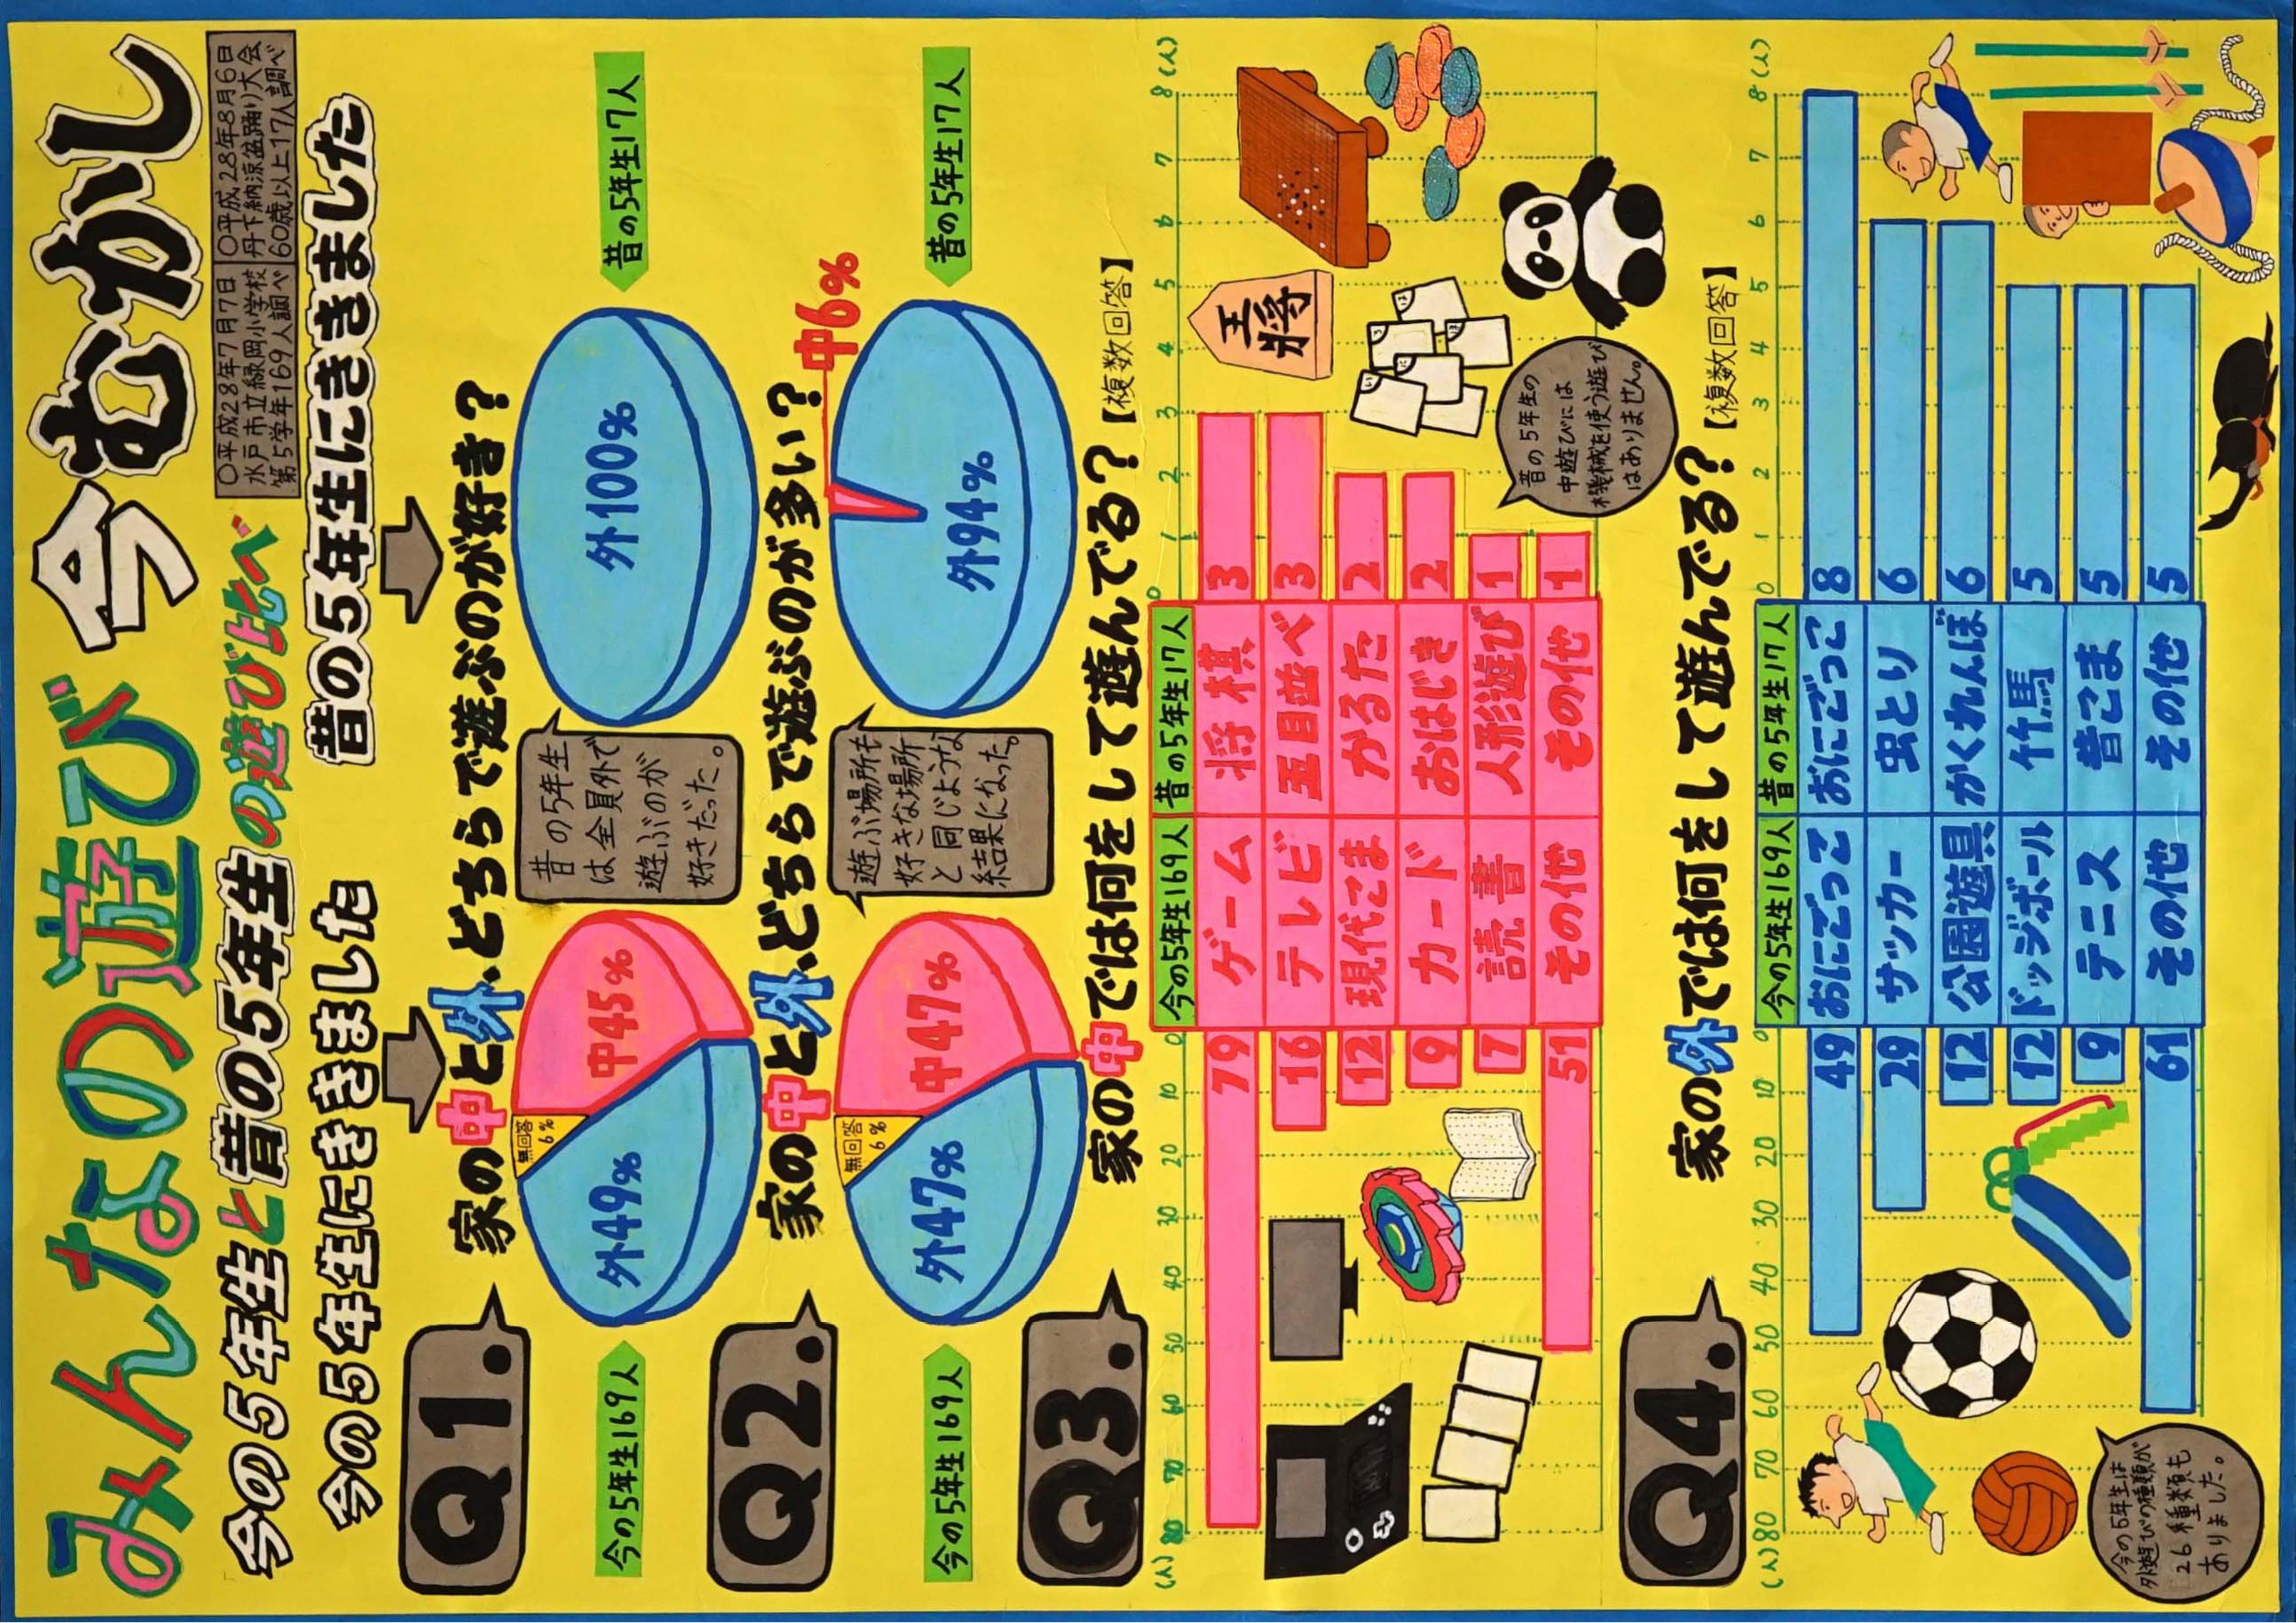 みんなの遊び 今むかし
今の5年生と昔の5年生の遊び比べ
○平成28年7月7日
水戸市立緑岡小学校
第5学年169人調べ
○平成28年8月6日
丹下納涼盆踊り大会
60歳以上17人調べ
今の5年生にききました
昔の5年生にききました
Q1.
家の中と外、どちらで遊ぶのが好き?
今の5年生169人
外49%
無回答
6%
中45%
昔の5年生
は全員外で
遊ぶのが
好きだった。
外100%
昔の5年生17人
Q2.
家の中と外、どちらで遊ぶのが多い?
今の5年生169人
外47%
無回答
6%
中47%
遊ぶ場所も
好きな場所
と同じような
結果になった。
中6%
外94%
昔の5年生17人
Q3.
家の中では何をして遊んでる?【複数回答】
(人) 80 70 60 50 40 30 20 10 0 今の5年生169人 昔の5年生17人 0 1 2 3 4 5 6 7 8 (人)
79 ゲーム 将棋 3
16 テレビ 五目並べ 3
12 現代こま かるた 2
9 カード おはじき 2
7 読書 人形遊び 1
51 その他 その他 1
王
將
い
ろ
は
に
ほ
昔の5年生の
中遊びには
機械を使う遊び
はありません。
Q4.
家の外では何をして遊んでる?【複数回答】
(人) 80 70 60 50 40 30 20 10 0 今の5年生169人 昔の5年生17人 0 1 2 3 4 5 6 7 8 (人)
49 おにごっこ おにごっこ 8
29 サッカー 虫とり 6
12 公園遊具 かくれんぼ 6
12 ドッジボール 竹馬 5
9 テニス 昔こま 5
61 その他 その他 5
今の5年生は
外遊びの種類が
26種類も
ありました。